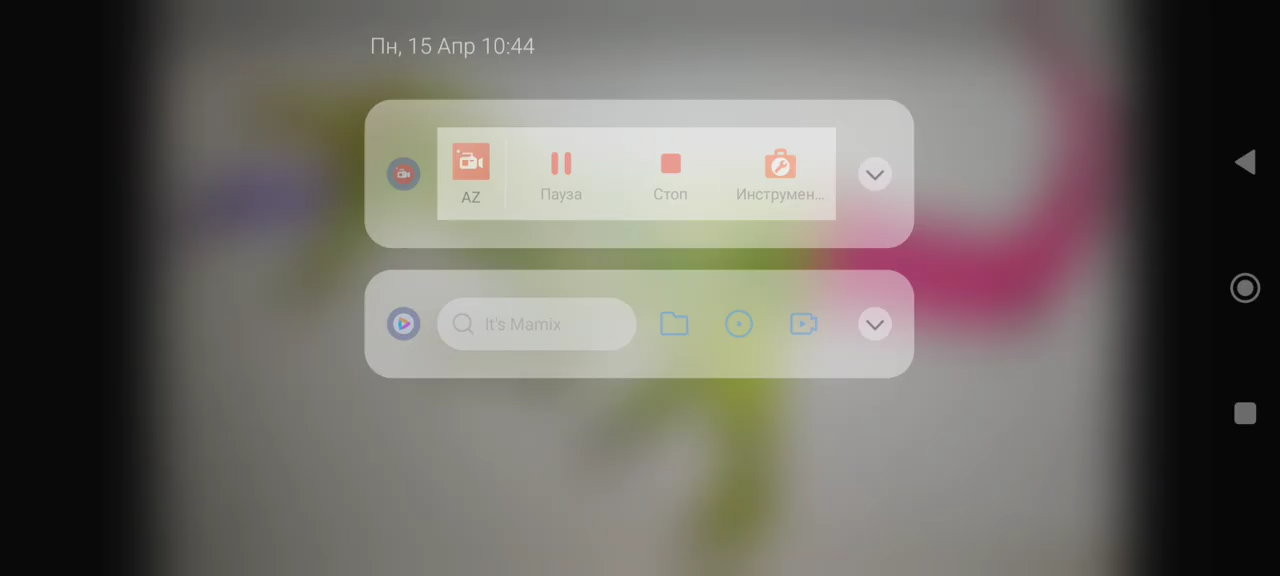 Пн, 15 Апр 10:44
AZ
Пауза
Стоп
Инструмен...
It's Mamix